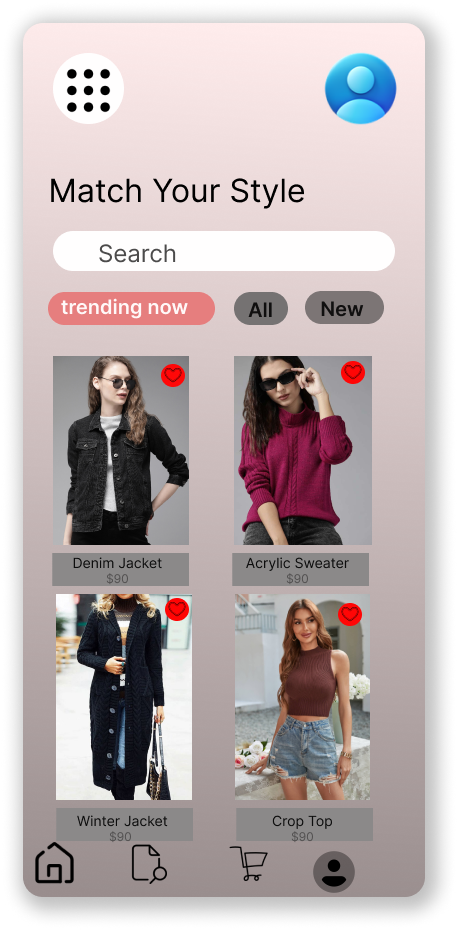 Match Your Style
Search
trending now
All
New
Denim Jacket
$90
Acrylic Sweater
$90
Winter Jacket
$90
Crop Top
$90